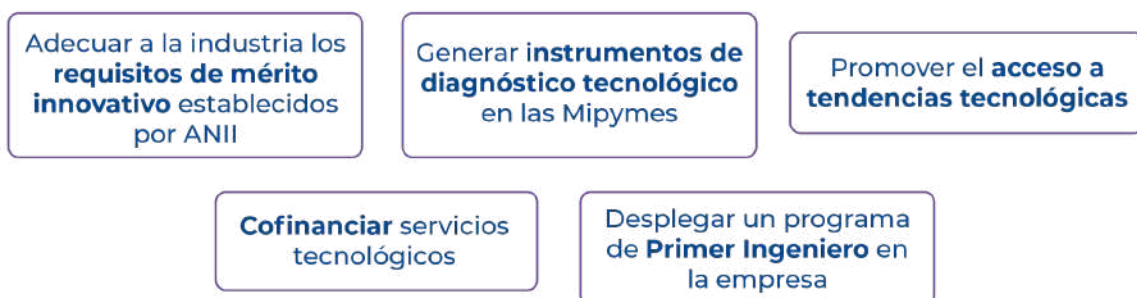 Adecuar a la industria los
requisitos de mérito
innovativo establecidos
por ANII
Generar instrumentos de
diagnóstico tecnológico
en las Mipymes
Promover el acceso a
tendencias tecnológicas
Cofinanciar servicios
tecnológicos
Desplegar un programa
de Primer Ingeniero en
la empresa